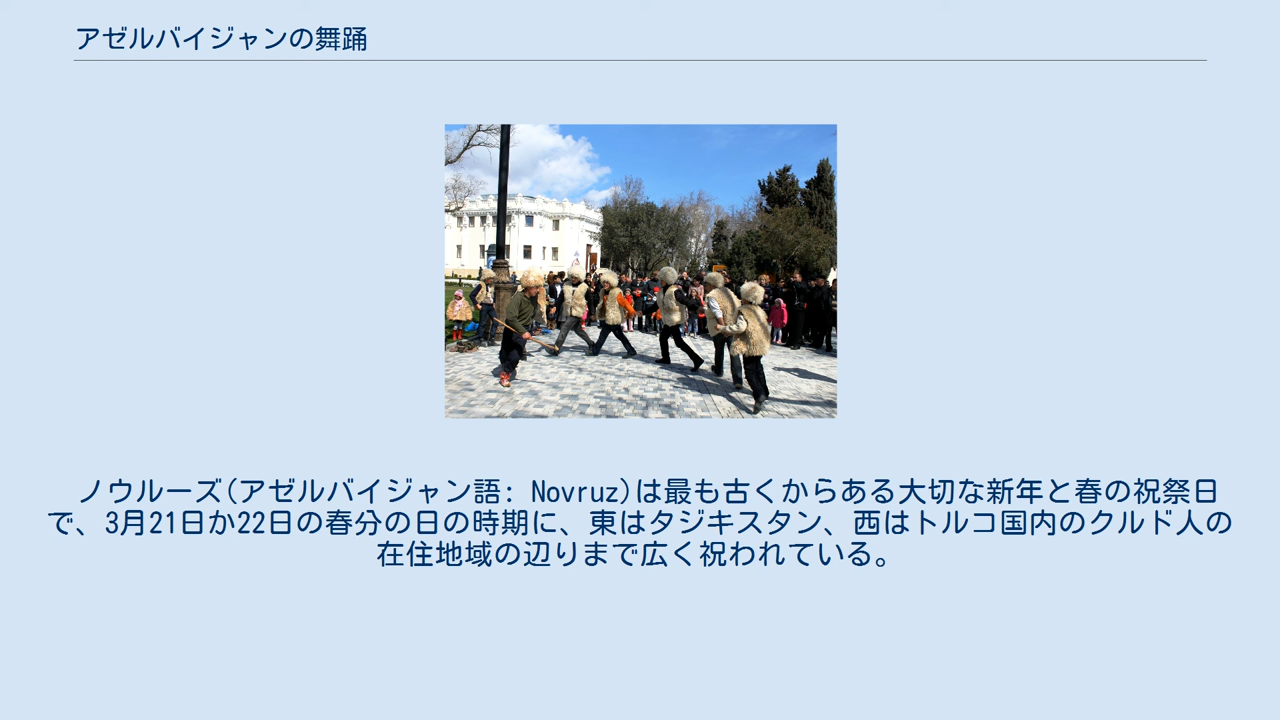 アゼルバイジャンの舞踊
ノウルーズ(アゼルバイジャン語: Novruz)は最も古くからある大切な新年と春の祝祭日
で、3月21日か22日の春分の日の時期に、東はタジキスタン、西はトルコ国内のクルド人の
在住地域の辺りまで広く祝われている。